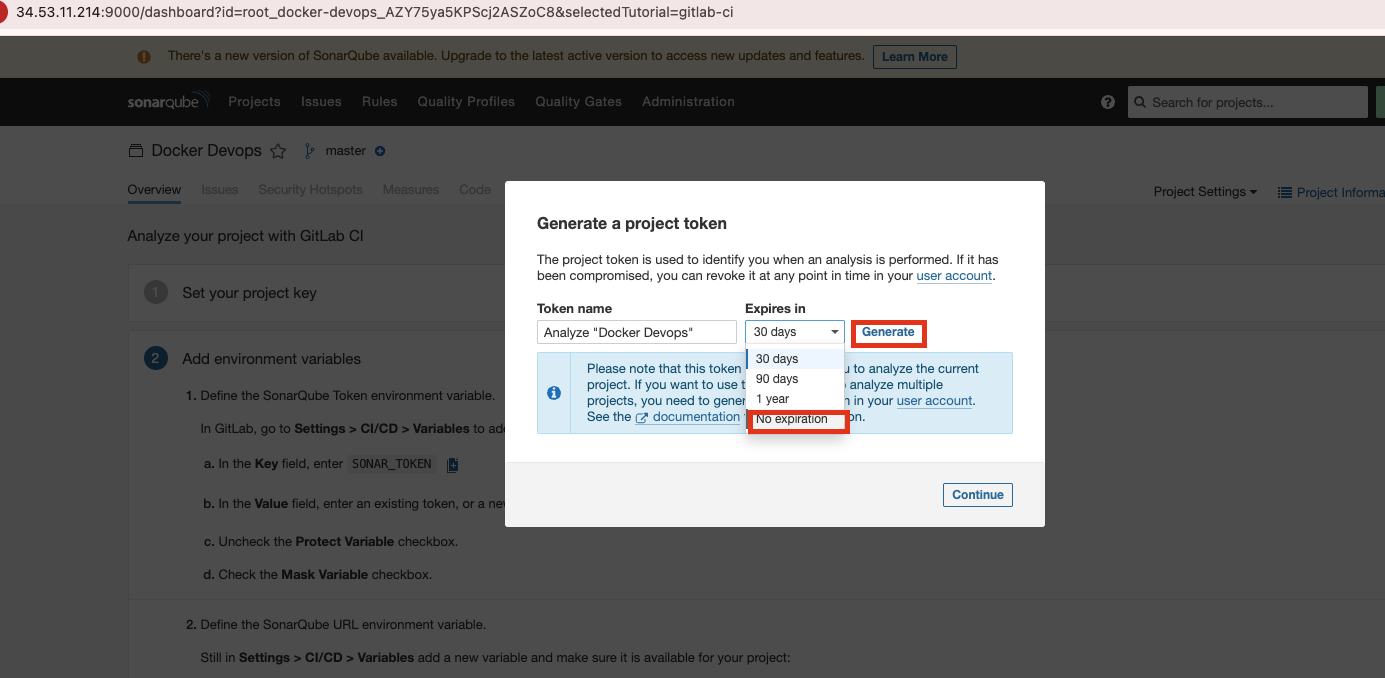 34.53.11.214:9000/dashboard?id=root_docker-devops_AZY75ya5KPScj2ASZoC8&selectedTutorial=gitlab-ci
There's a new version of SonarQube available. Upgrade to the latest active version to access new updates and features.
Learn More
sonarqube Projects Issues Rules Quality Profiles Quality Gates Administration
? Search for projects...
Docker Devops master
Overview Issues Security Hotspots Measures Code
Project Settings Project Informa
Analyze your project with GitLab CI
1 Set your project key
2 Add environment variables
1. Define the SonarQube Token environment variable.
In GitLab, go to Settings > CI/CD > Variables to add
a. In the Key field, enter SONAR_TOKEN
b. In the Value field, enter an existing token, or a new
c. Uncheck the Protect Variable checkbox.
d. Check the Mask Variable checkbox.
2. Define the SonarQube URL environment variable.
Still in Settings > CI/CD > Variables add a new variable and make sure it is available for your project:
Generate a project token
The project token is used to identify you when an analysis is performed. If it has
been compromised, you can revoke it at any point in time in your user account.
Token name Expires in
Analyze "Docker Devops" 30 days Generate
30 days
90 days
1 year
No expiration
Please note that this token u to analyze the current
project. If you want to use t analyze multiple
projects, you need to gener n in your user account.
See the documentation on.
Continue